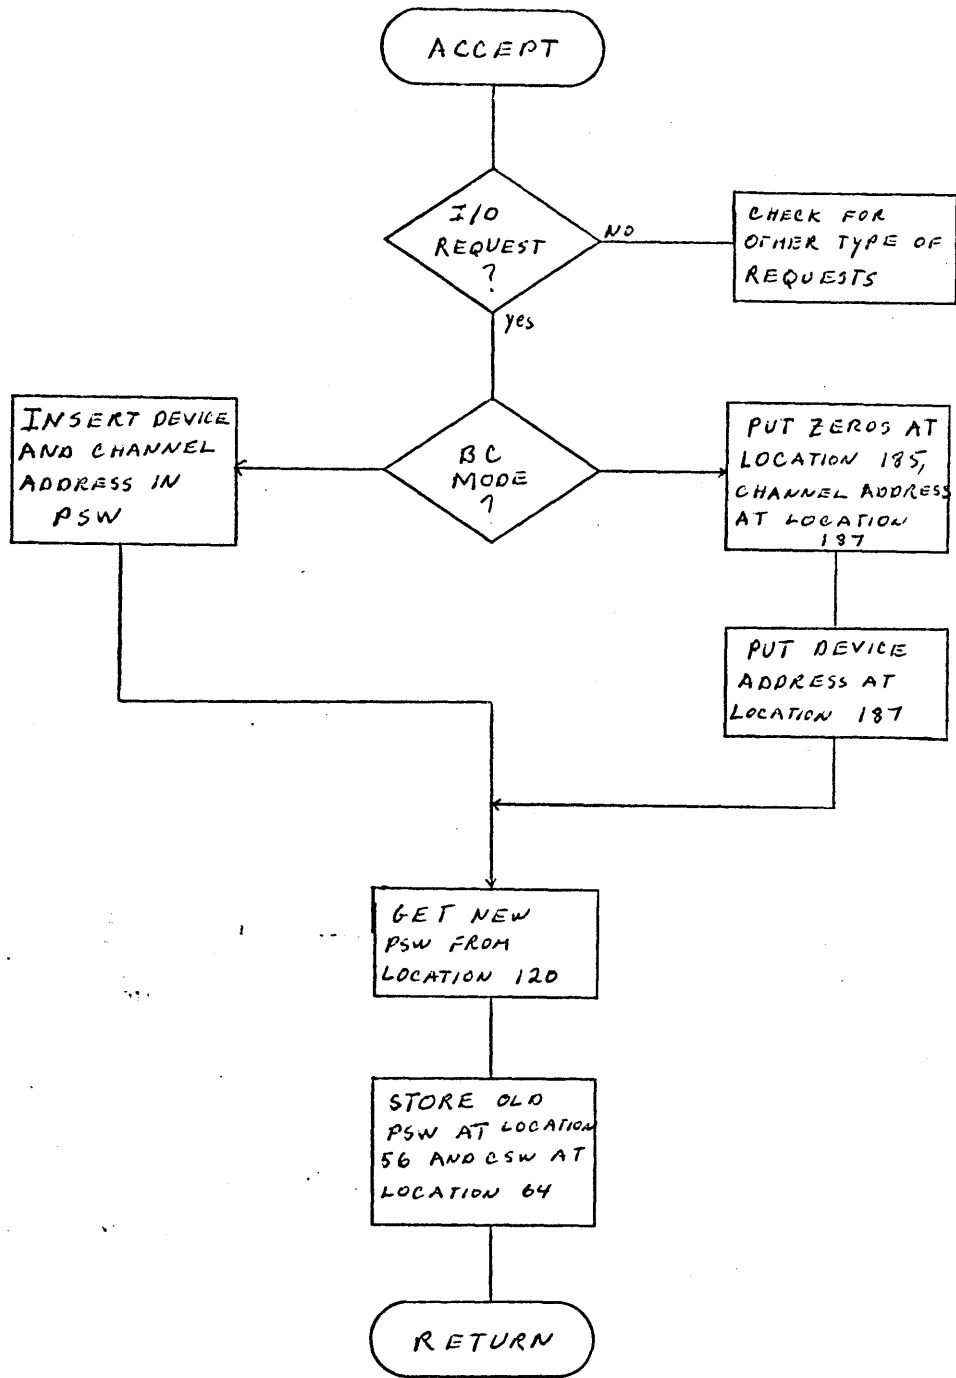 ACCEPT
I/O
REQUEST
?
NO
CHECK FOR
OTHER TYPE OF
REQUESTS
yes
INSERT DEVICE
AND CHANNEL
ADDRESS IN
PSW
BC
MODE
?
PUT ZEROS AT
LOCATION 185,
CHANNEL ADDRESS
AT LOCATION
187
PUT DEVICE
ADDRESS AT
LOCATION 187
GET NEW
PSW FROM
LOCATION 120
STORE OLD
PSW AT LOCATION
56 AND CSW AT
LOCATION 64
RETURN